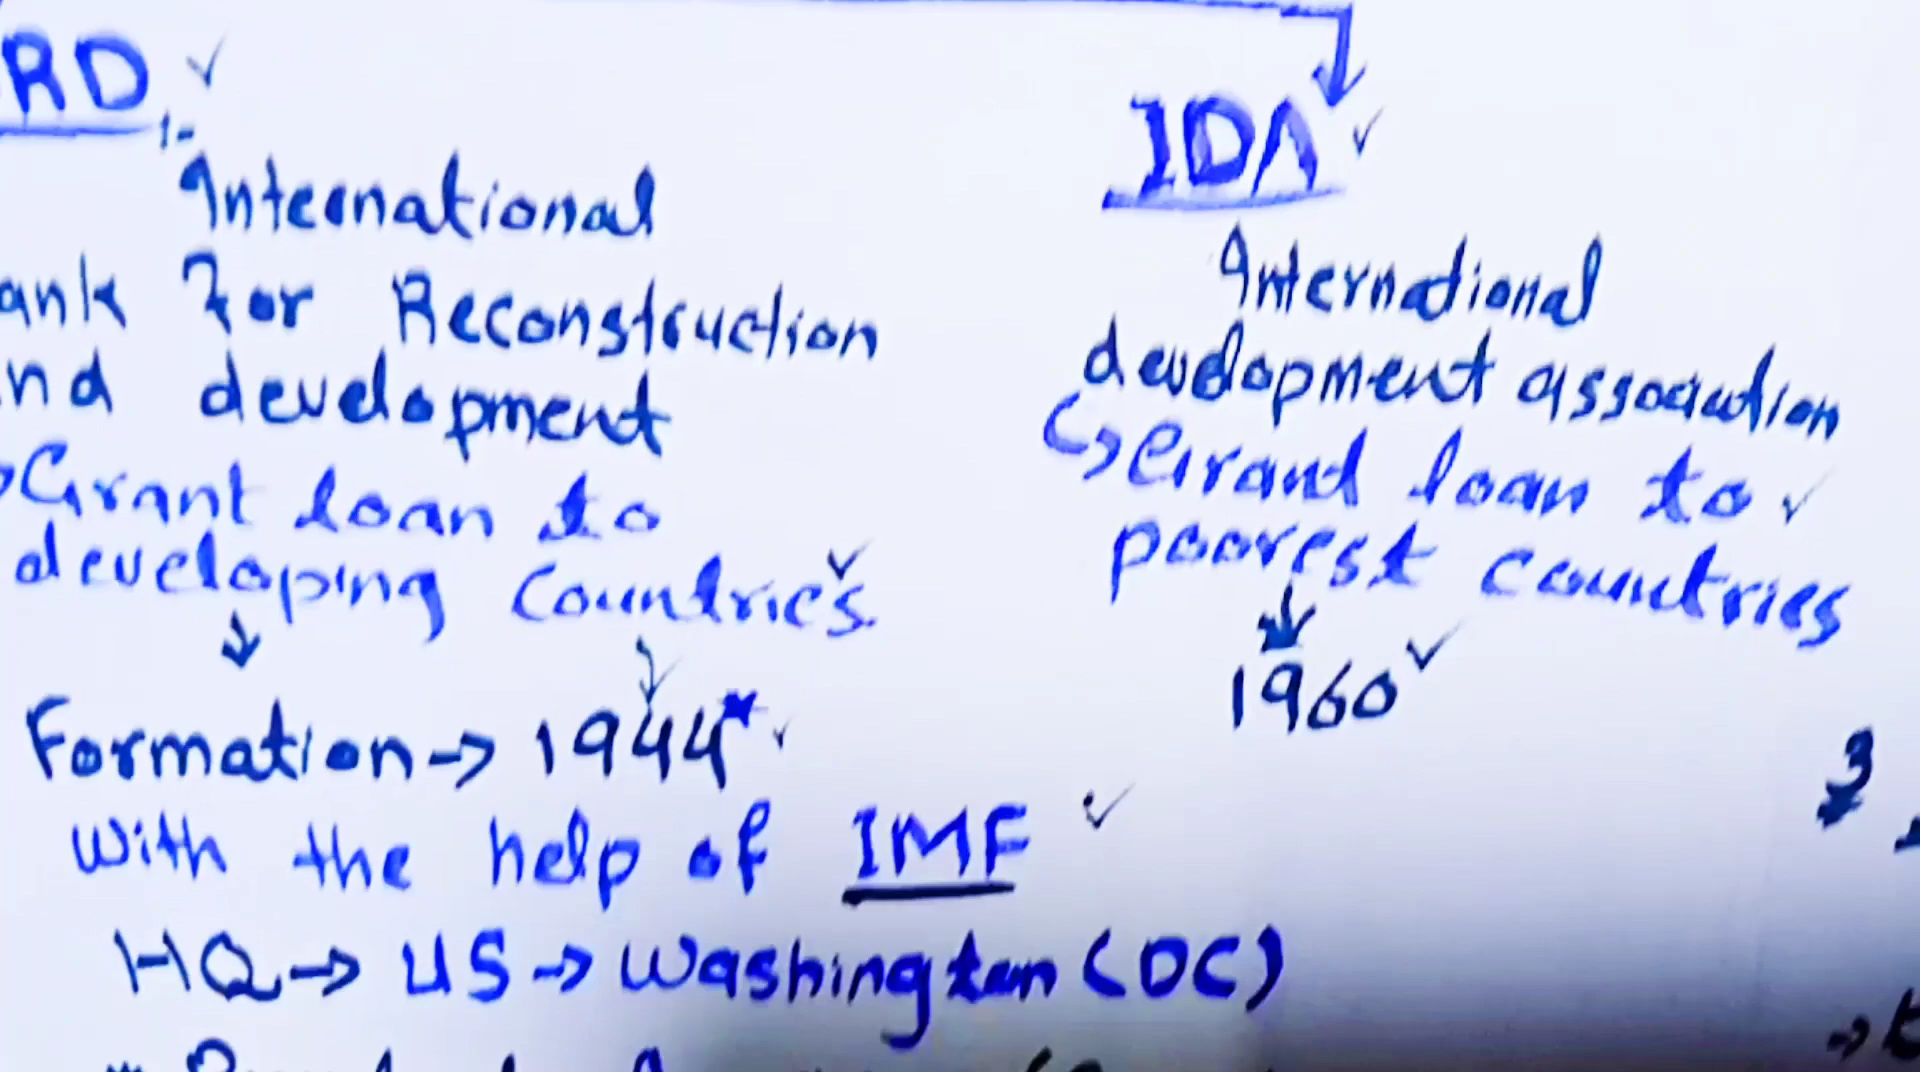 RD :-
International
ank For Reconstruction
nd development
Grant loan to
developing Countries
Formation → 1944*
With the help of IMF
HQ → US → Washington (DC)
IDA
International
development association
Grand loan to
poorest countries
1960
3